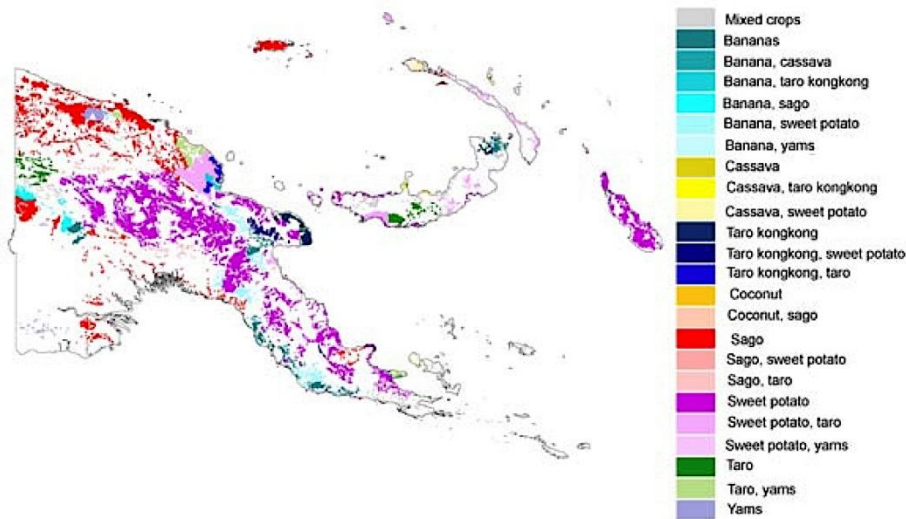 Mixed crops
Bananas
Banana, cassava
Banana, taro kongkong
Banana, sago
Banana, sweet potato
Banana, yams
Cassava
Cassava, taro kongkong
Cassava, sweet potato
Taro kongkong
Taro kongkong, sweet potato
Taro kongkong, taro
Coconut
Coconut, sago
Sago
Sago, sweet potato
Sago, taro
Sweet potato
Sweet potato, taro
Sweet potato, yams
Taro
Taro, yams
Yams